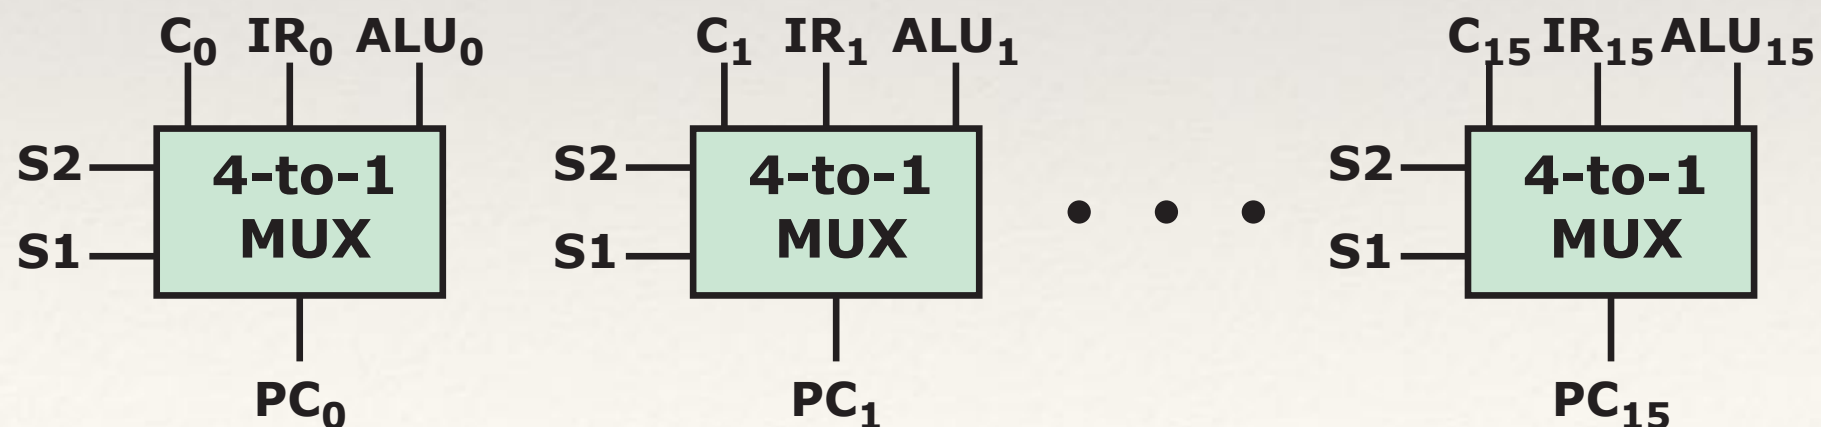 C₀ IR₀ ALU₀ C₁ IR₁ ALU₁ C₁₅ IR₁₅ ALU₁₅
S2 4-to-1 S2 4-to-1 S2 4-to-1
S1 MUX S1 MUX • • • S1 MUX
PC₀ PC₁ PC₁₅